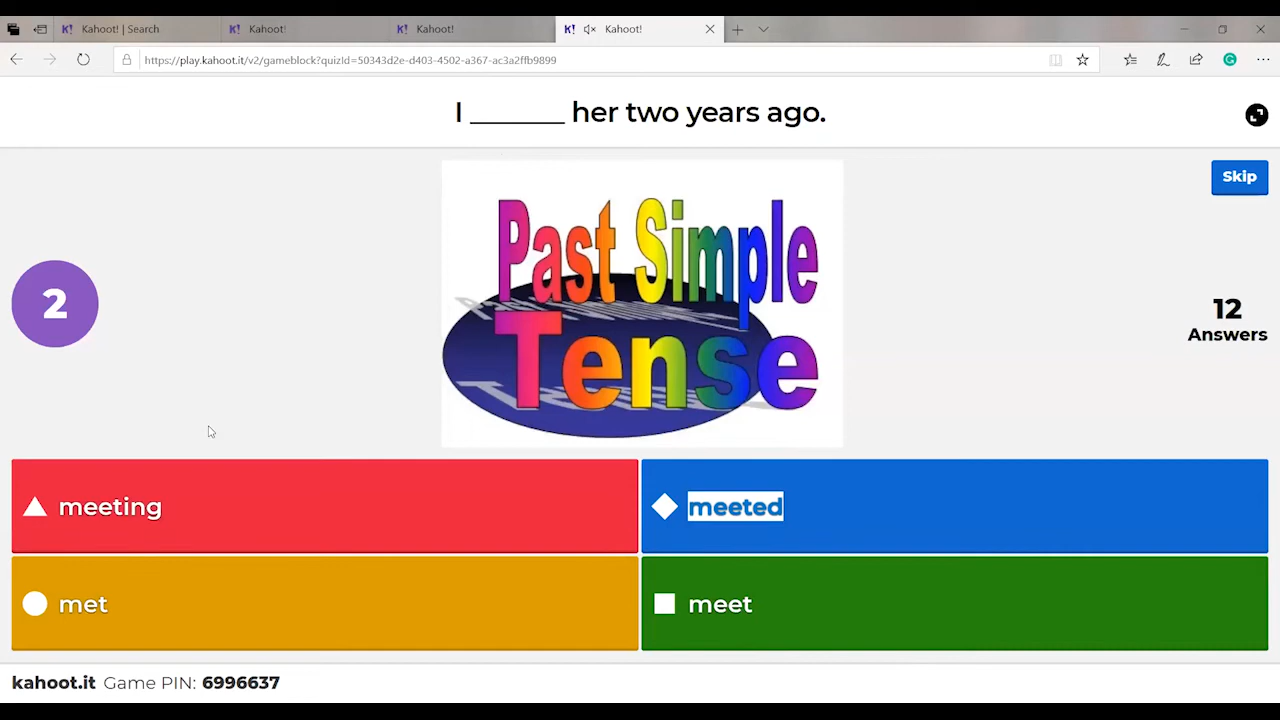 K! Kahoot! | Search
K! Kahoot!
K! Kahoot!
K! Kahoot!
https://play.kahoot.it/v2/gameblock?quizId=50343d2e-d403-4502-a367-ac3a2ffb9899
I _______ her two years ago.
Skip
Past Simple
Tense
2
12
Answers
meeting
meeted
met
meet
kahoot.it Game PIN: 6996637